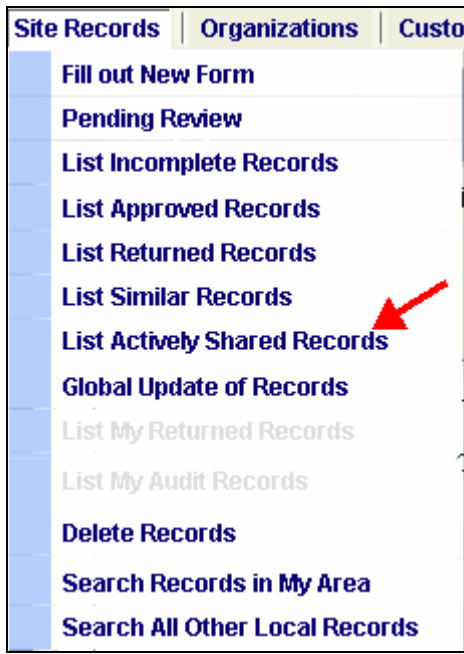 Site Records | Organizations | Custo
Fill out New Form
Pending Review
List Incomplete Records
List Approved Records
List Returned Records
List Similar Records
List Actively Shared Records
Global Update of Records
List My Returned Records
List My Audit Records
Delete Records
Search Records in My Area
Search All Other Local Records